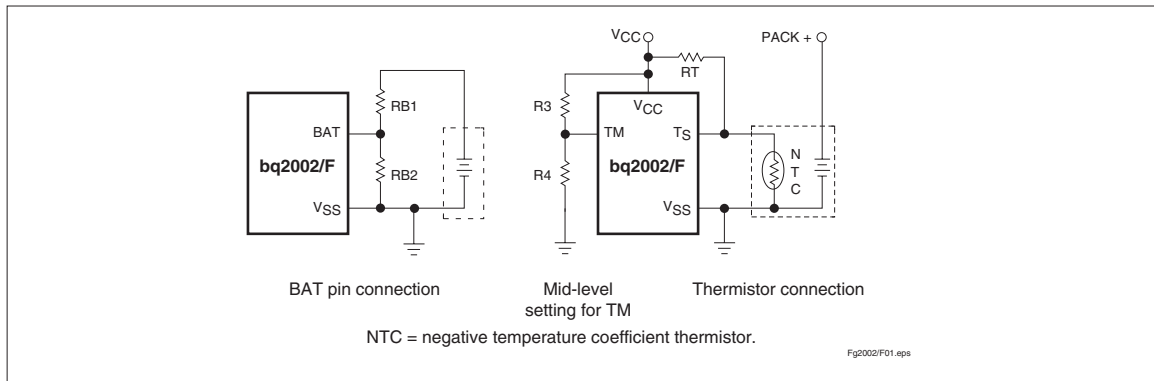 RB1
BAT
bq2002/F
RB2
VSS
BAT pin connection
VCC
PACK +
RT
R3
VCC
TM
TS
bq2002/F
R4
N
T
C
VSS
Mid-level
setting for TM
Thermistor connection
NTC = negative temperature coefficient thermistor.
Fg2002/F01.eps